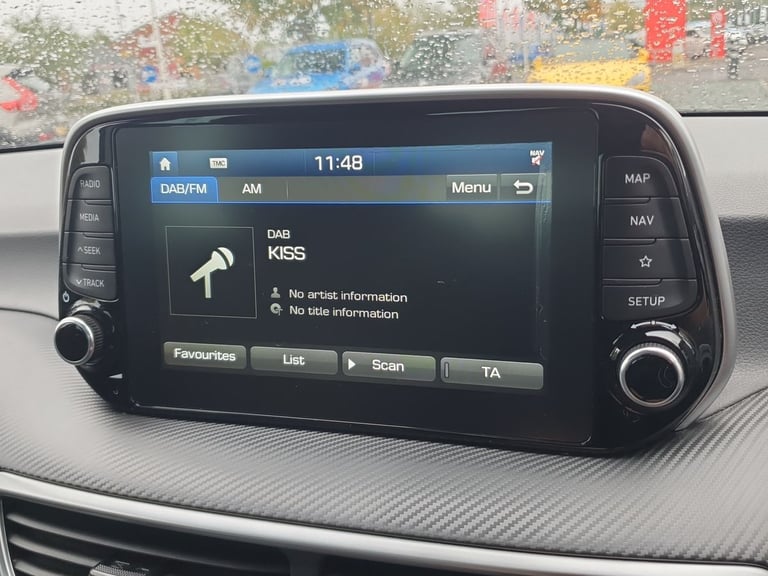 RADIO
MEDIA
SEEK
TRACK
TMC
11:48
NAV
DAB/FM
AM
Menu
DAB
KISS
No artist information
No title information
Favourites
List
Scan
TA
MAP
NAV
SETUP